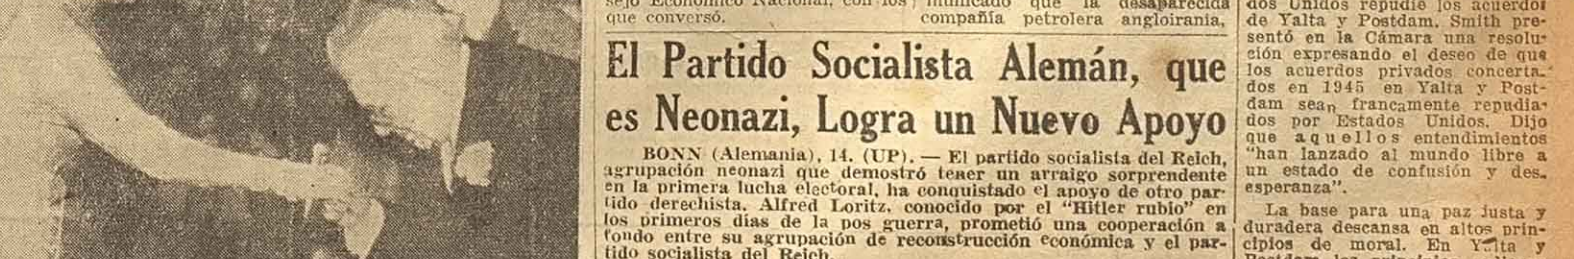 sejo Económico Nacional, con los
que conversó.
municado que la desaparecida
compañía petrolera angloirania,
El Partido Socialista Alemán, que
es Neonazi, Logra un Nuevo Apoyo
BONN (Alemania), 14. (UP). — El partido socialista del Reich,
agrupación neonazi que demostró tener un arraigo sorprendente
en la primera lucha electoral, ha conquistado el apoyo de otro par-
tido derechista. Alfred Loritz, conocido por el "Hitler rubio" en
los primeros días de la pos guerra, prometió una cooperación a
fondo entre su agrupación de reconstrucción económica y el par-
tido socialista del Reich.
dos Unidos repudie los acuerdos
de Yalta y Postdam. Smith pre-
sentó en la Cámara una resolu-
ción expresando el deseo de que
los acuerdos privados concerta-
dos en 1945 en Yalta y Post-
dam sean francamente repudia-
dos por Estados Unidos. Dijo
que aquellos entendimientos
"han lanzado al mundo libre a
un estado de confusión y des-
esperanza".
La base para una paz justa y
duradera descansa en altos prin-
cipios de moral. En Yalta y